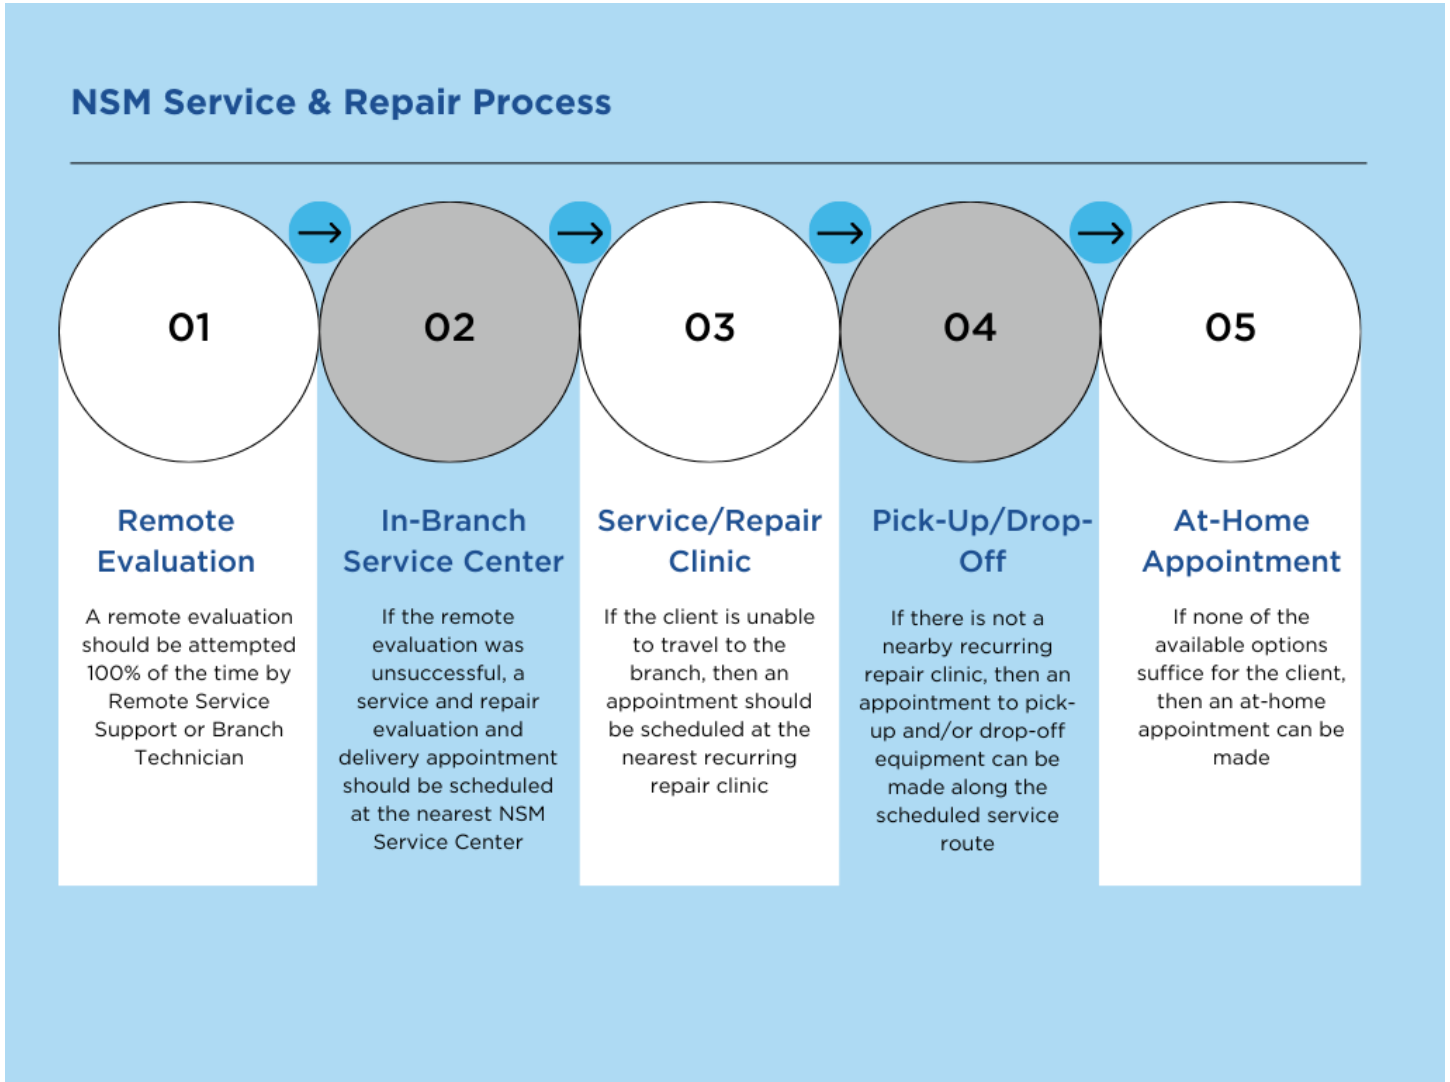 NSM Service & Repair Process
01
Remote
Evaluation
A remote evaluation
should be attempted
100% of the time by
Remote Service
Support or Branch
Technician
02
In-Branch
Service Center
If the remote
evaluation was
unsuccessful, a
service and repair
evaluation and
delivery appointment
should be scheduled
at the nearest NSM
Service Center
03
Service/Repair
Clinic
If the client is unable
to travel to the
branch, then an
appointment should
be scheduled at the
nearest recurring
repair clinic
04
Pick-Up/Drop-
Off
If there is not a
nearby recurring
repair clinic, then an
appointment to pick-
up and/or drop-off
equipment can be
made along the
scheduled service
route
05
At-Home
Appointment
If none of the
available options
suffice for the client,
then an at-home
appointment can be
made